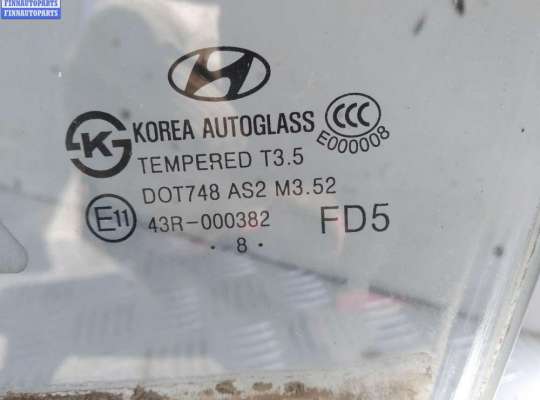 FINNAUTOPARTS
FINNAUTOPARTS
KOREA AUTOGLASS
CCC
E000008
K
TEMPERED T3.5
DOT748 AS2 M3.52
E11
43R-000382
FD5
. 8 .